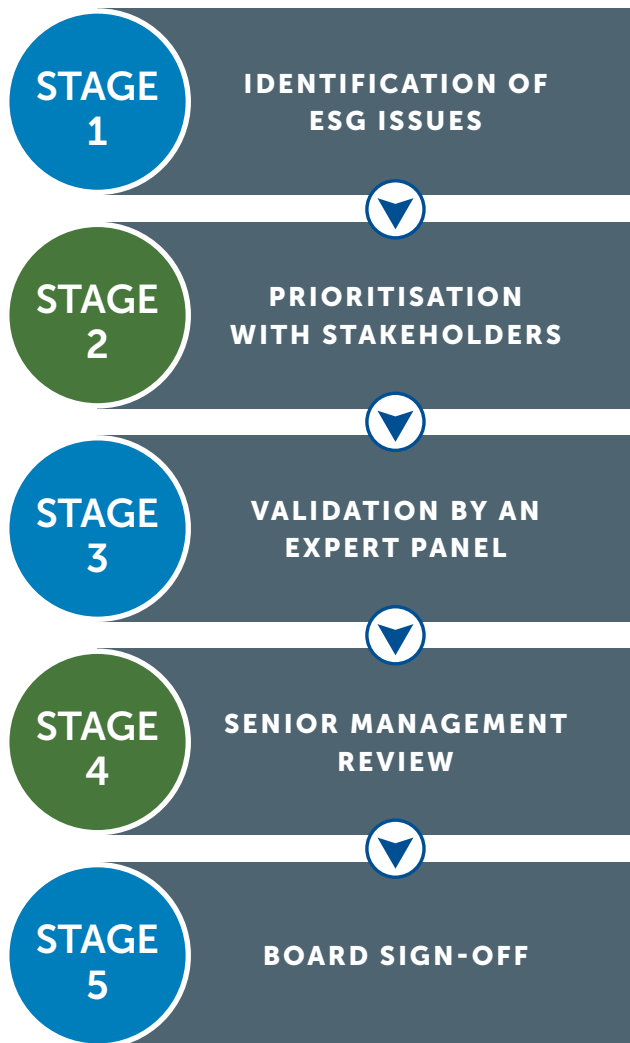 STAGE
1
IDENTIFICATION OF
ESG ISSUES
STAGE
2
PRIORITISATION
WITH STAKEHOLDERS
STAGE
3
VALIDATION BY AN
EXPERT PANEL
STAGE
4
SENIOR MANAGEMENT
REVIEW
STAGE
5
BOARD SIGN-OFF